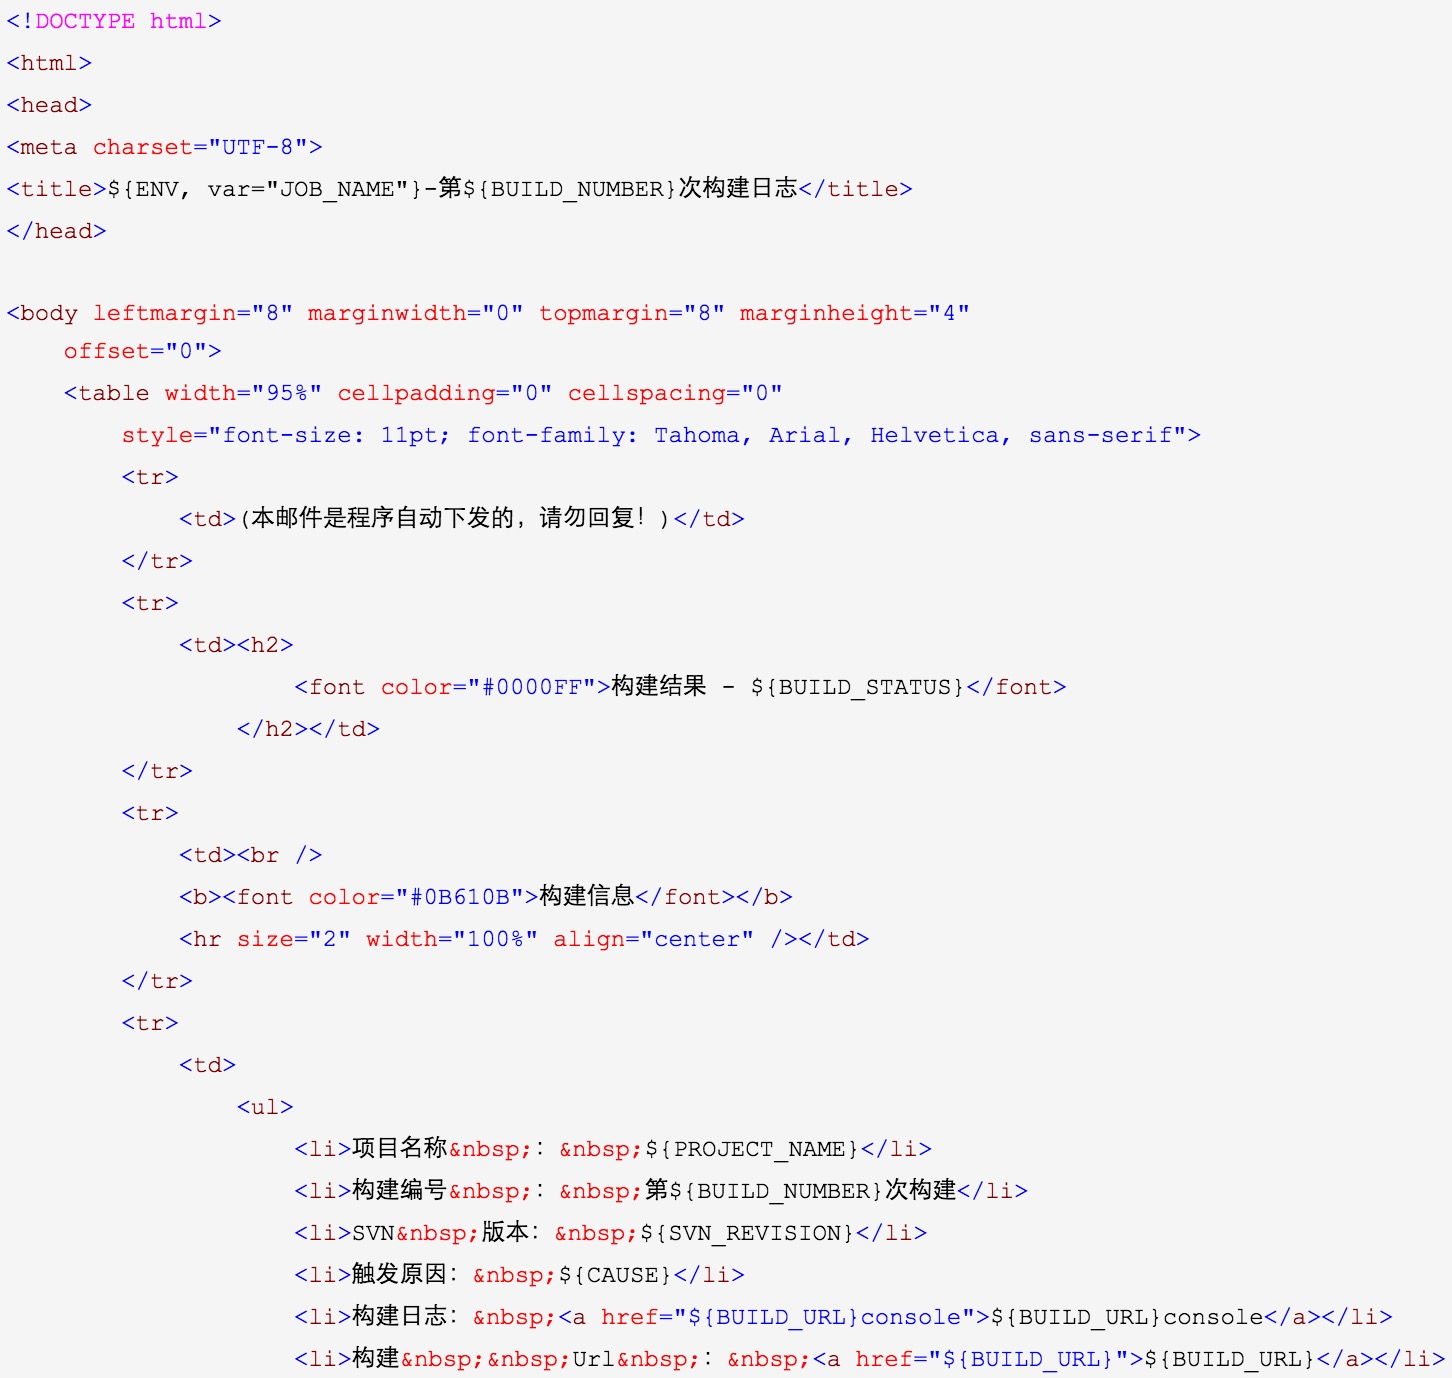 <!DOCTYPE html>
<html>
<head>
<meta charset="UTF-8">
<title>${ENV, var="JOB_NAME"}-第${BUILD_NUMBER}次构建日志</title>
</head>
<body leftmargin="8" marginwidth="0" topmargin="8" marginheight="4"
offset="0">
<table width="95%" cellpadding="0" cellspacing="0"
style="font-size: 11pt; font-family: Tahoma, Arial, Helvetica, sans-serif">
<tr>
<td>(本邮件是程序自动下发的，请勿回复！)</td>
</tr>
<tr>
<td><h2>
<font color="#0000FF">构建结果 - ${BUILD_STATUS}</font>
</h2></td>
</tr>
<tr>
<td><br />
<b><font color="#0B610B">构建信息</font></b>
<hr size="2" width="100%" align="center" /></td>
</tr>
<tr>
<td>
<ul>
<li>项目名称&nbsp;：&nbsp;${PROJECT_NAME}</li>
<li>构建编号&nbsp;：&nbsp;第${BUILD_NUMBER}次构建</li>
<li>SVN&nbsp;版本：&nbsp;${SVN_REVISION}</li>
<li>触发原因：&nbsp;${CAUSE}</li>
<li>构建日志：&nbsp;<a href="${BUILD_URL}console">${BUILD_URL}console</a></li>
<li>构建&nbsp;&nbsp;Url&nbsp;：&nbsp;<a href="${BUILD_URL}">${BUILD_URL}</a></li>